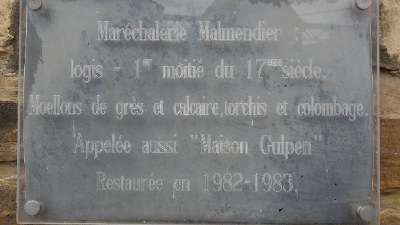 Maréchalerie Malmendier :
logis - 1er moitié du 17ème siècle.
Moellons de grès et calcaire, torchis et colombage.
Appelée aussi "Maison Gulpen"
Restaurée en 1982-1983.